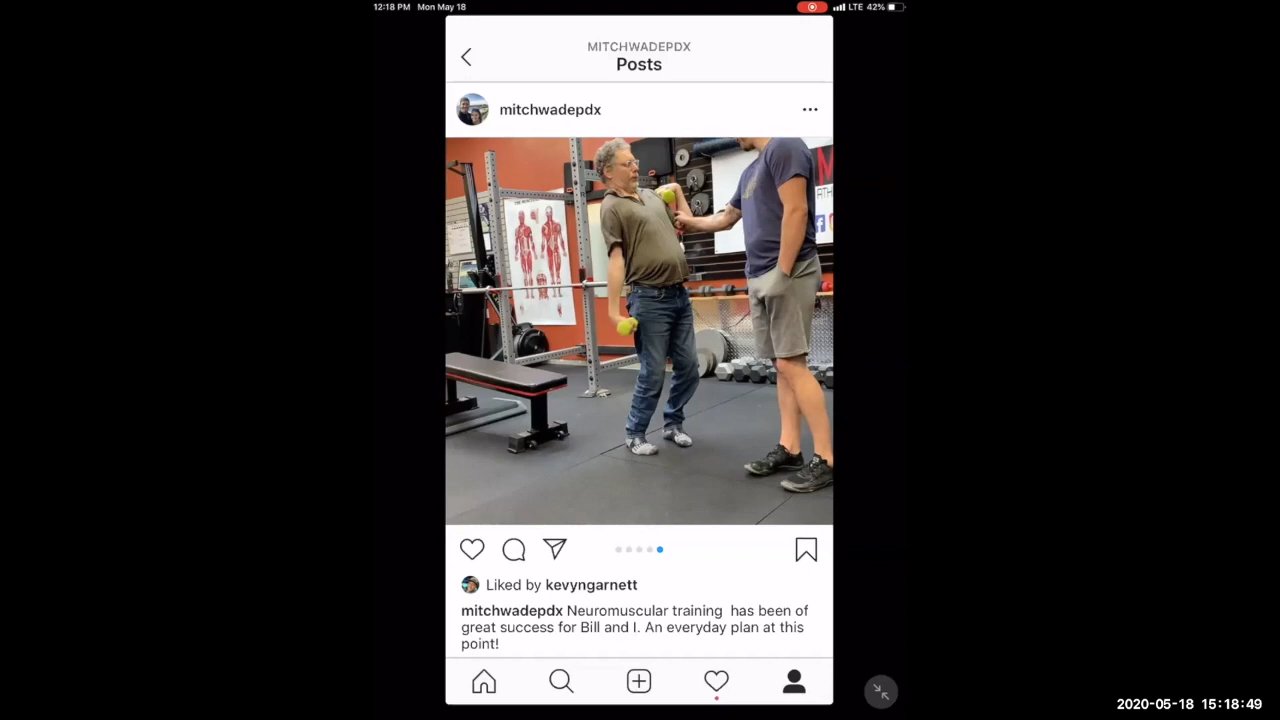 12:18 PM Mon May 18
LTE 42%
MITCHWADEPDX
Posts
mitchwadepdx
M
Liked by kevyngarnett
mitchwadepdx Neuromuscular training has been of
great success for Bill and I. An everyday plan at this
point!
2020-05-18 15:18:49